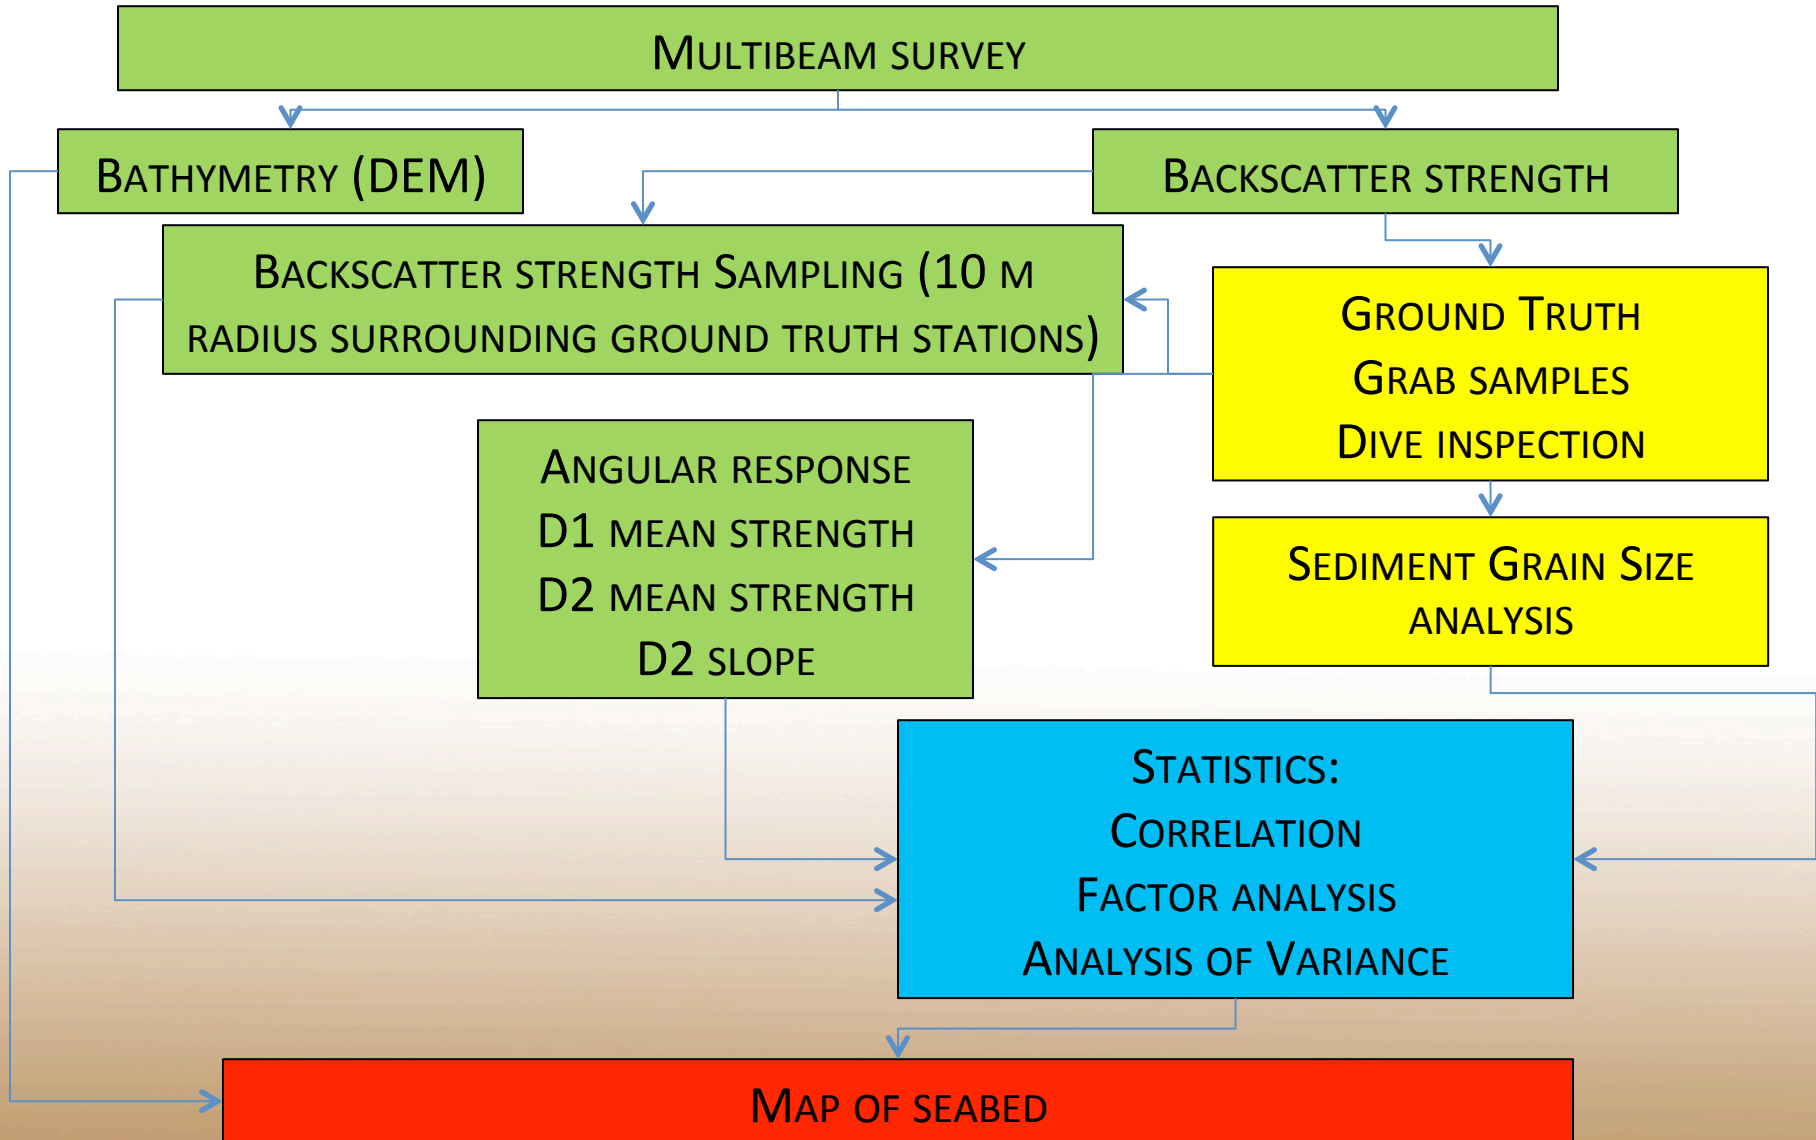 Multibeam survey
Bathymetry (DEM)
Backscatter strength
Backscatter strength Sampling (10 m
radius surrounding ground truth stations)
Ground Truth
Grab samples
Dive inspection
Angular response
D1 mean strength
D2 mean strength
D2 slope
Sediment Grain Size
analysis
Statistics:
Correlation
Factor analysis
Analysis of Variance
Map of seabed